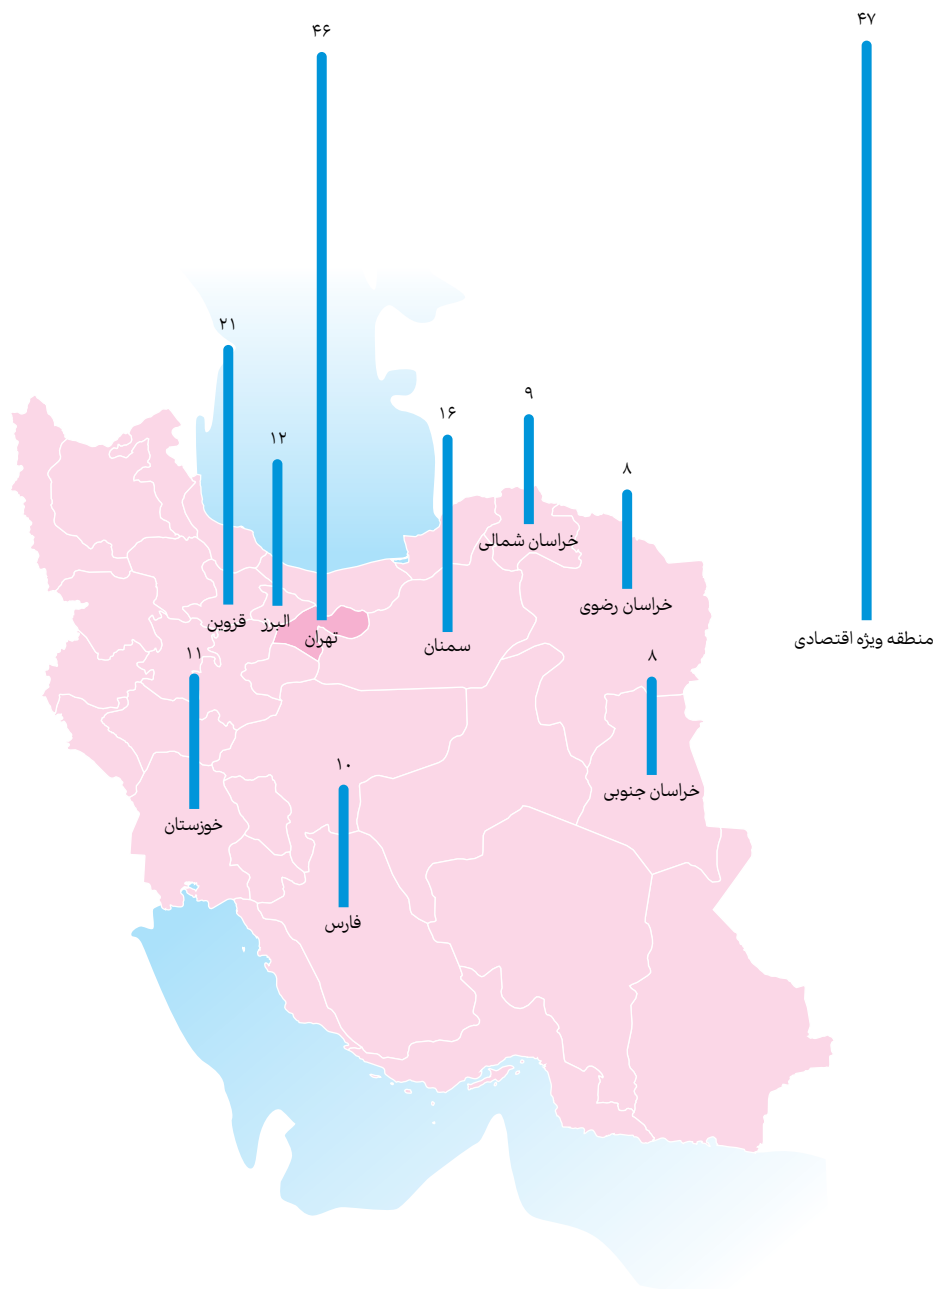 ۴۷
منطقه ویژه اقتصادی
۴۶
تهران
۲۱
قزوین
۱۲
البرز
۱۶
سمنان
۹
خراسان شمالی
۸
خراسان رضوی
۸
خراسان جنوبی
۱۱
خوزستان
۱۰
فارس